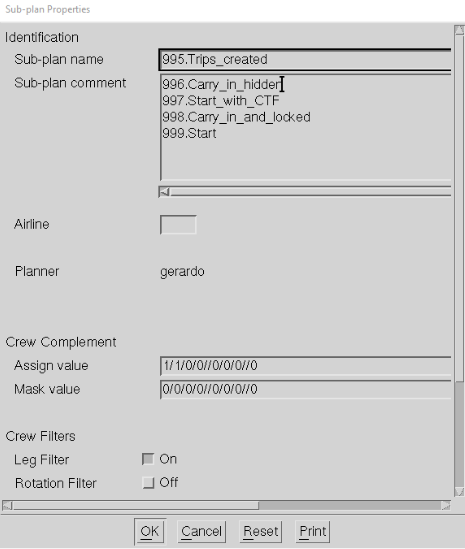 Sub-plan Properties
Identification
Sub-plan name 995.Trips_created
Sub-plan comment 996.Carry_in_hidden
997.Start_with_CTF
998.Carry_in_and_locked
999.Start
Airline
Planner gerardo
Crew Complement
Assign value 1/1/0/0//0/0/0//0
Mask value 0/0/0/0//0/0/0//0
Crew Filters
Leg Filter On
Rotation Filter Off
OK Cancel Reset Print